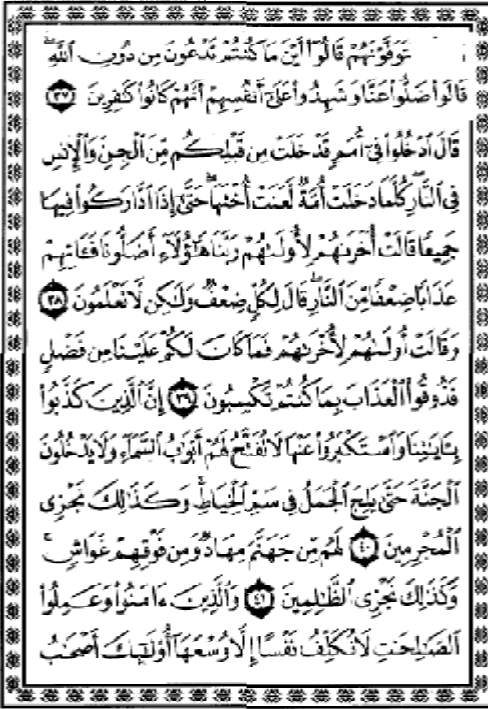 يَتَوَفَّوْنَهُمْ قَالُوٓا۟ أَيْنَ مَا كُنتُمْ تَدْعُونَ مِن دُونِ ٱللَّهِ ۖ
قَالُوا۟ ضَلُّوا۟ عَنَّا وَشَهِدُوا۟ عَلَىٰٓ أَنفُسِهِمْ أَنَّهُمْ كَانُوا۟ كَٰفِرِينَ ٣٧
قَالَ ٱدْخُلُوا۟ فِىٓ أُمَمٍ قَدْ خَلَتْ مِن قَبْلِكُم مِّنَ ٱلْجِنِّ وَٱلْإِنسِ
فِى ٱلنَّارِ ۖ كُلَّمَا دَخَلَتْ أُمَّةٌ لَّعَنَتْ أُخْتَهَا ۖ حَتَّىٰٓ إِذَا ٱدَّارَكُوا۟ فِيهَا
جَمِيعًا قَالَتْ أُخْرَىٰهُمْ لِأُولَىٰهُمْ رَبَّنَا هَٰٓؤُلَآءِ أَضَلُّونَا فَـَٔاتِهِمْ
عَذَابًا ضِعْفًا مِّنَ ٱلنَّارِ ۖ قَالَ لِكُلٍّ ضِعْفٌ وَلَٰكِن لَّا تَعْلَمُونَ ٣٨
وَقَالَتْ أُولَىٰهُمْ لِأُخْرَىٰهُمْ فَمَا كَانَ لَكُمْ عَلَيْنَا مِن فَضْلٍ
فَذُوقُوا۟ ٱلْعَذَابَ بِمَا كُنتُمْ تَكْسِبُونَ ٣٩ إِنَّ ٱلَّذِينَ كَذَّبُوا۟
بِـَٔايَٰتِنَا وَٱسْتَكْبَرُوا۟ عَنْهَا لَا تُفَتَّحُ لَهُمْ أَبْوَٰبُ ٱلسَّمَآءِ وَلَا يَدْخُلُونَ
ٱلْجَنَّةَ حَتَّىٰ يَلِجَ ٱلْجَمَلُ فِى سَمِّ ٱلْخِيَاطِ ۚ وَكَذَٰلِكَ نَجْزِى
ٱلْمُجْرِمِينَ ٤٠ لَهُم مِّن جَهَنَّمَ مِهَادٌ وَمِن فَوْقِهِمْ غَوَاشٍ ۚ
وَكَذَٰلِكَ نَجْزِى ٱلظَّٰلِمِينَ ٤١ وَٱلَّذِينَ ءَامَنُوا۟ وَعَمِلُوا۟
ٱلصَّٰلِحَٰتِ لَا نُكَلِّفُ نَفْسًا إِلَّا وُسْعَهَآ أُو۟لَٰٓئِكَ أَصْحَٰبُ